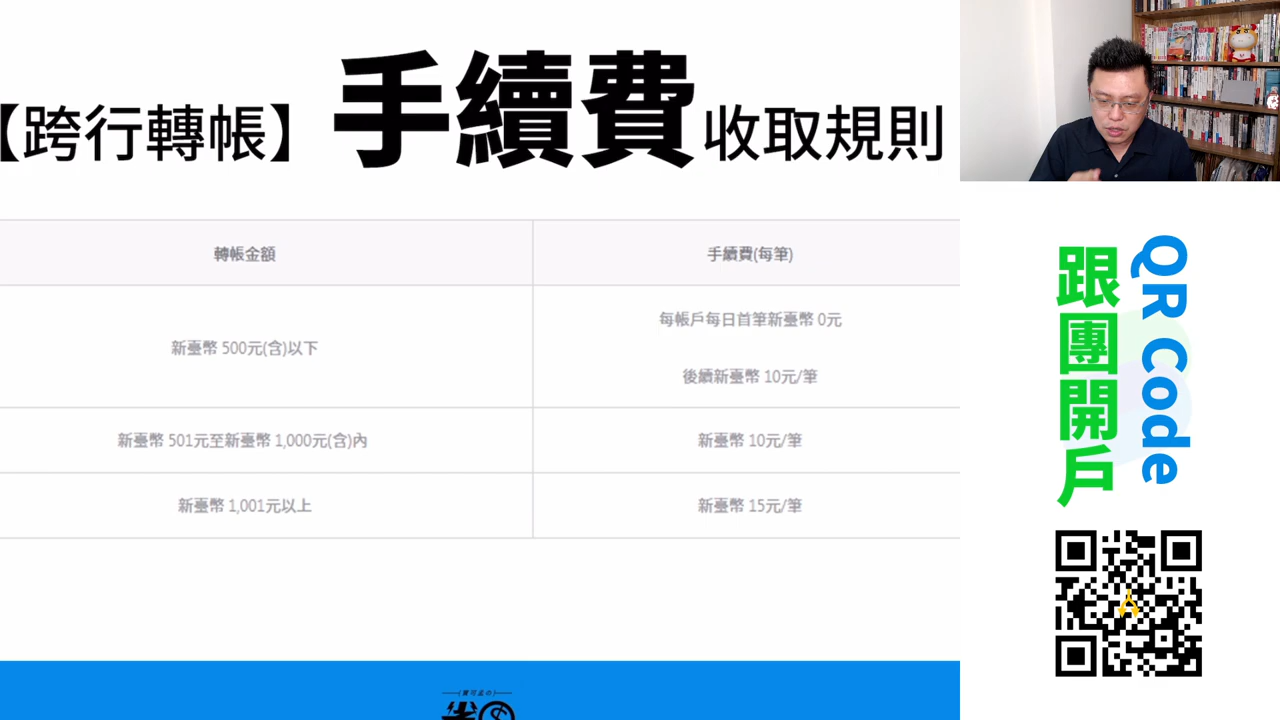 【跨行轉帳】手續費收取規則
轉帳金額
手續費(每筆)
新臺幣 500元(含)以下
每帳戶每日首筆新臺幣 0元
後續新臺幣 10元/筆
新臺幣 501元至新臺幣 1,000元(含)內
新臺幣 10元/筆
新臺幣 1,001元以上
新臺幣 15元/筆
QR Code
跟團開戶